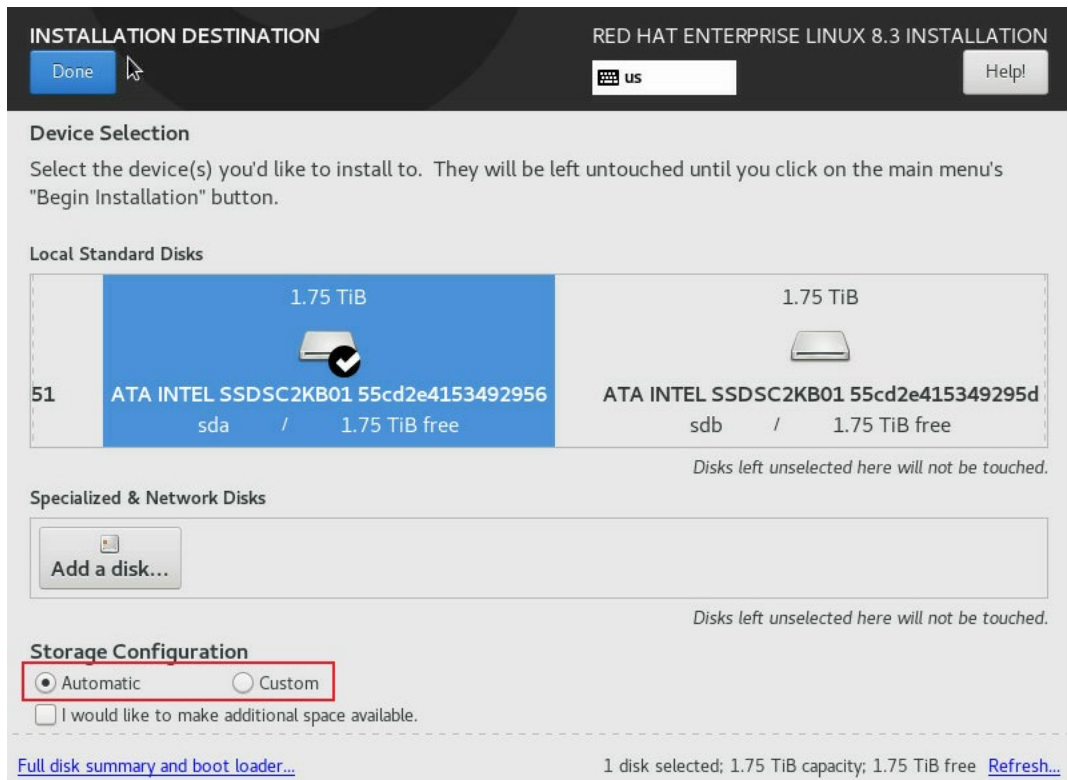 INSTALLATION DESTINATION
RED HAT ENTERPRISE LINUX 8.3 INSTALLATION
Done
us
Help!
Device Selection
Select the device(s) you'd like to install to. They will be left untouched until you click on the main menu's
"Begin Installation" button.
Local Standard Disks
1.75 TiB
1.75 TiB
51
ATA INTEL SSDSC2KB01 55cd2e4153492956
ATA INTEL SSDSC2KB01 55cd2e415349295d
sda / 1.75 TiB free
sdb / 1.75 TiB free
Disks left unselected here will not be touched.
Specialized & Network Disks
Add a disk...
Disks left unselected here will not be touched.
Storage Configuration
Automatic
Custom
I would like to make additional space available.
Full disk summary and boot loader...
1 disk selected; 1.75 TiB capacity; 1.75 TiB free Refresh...